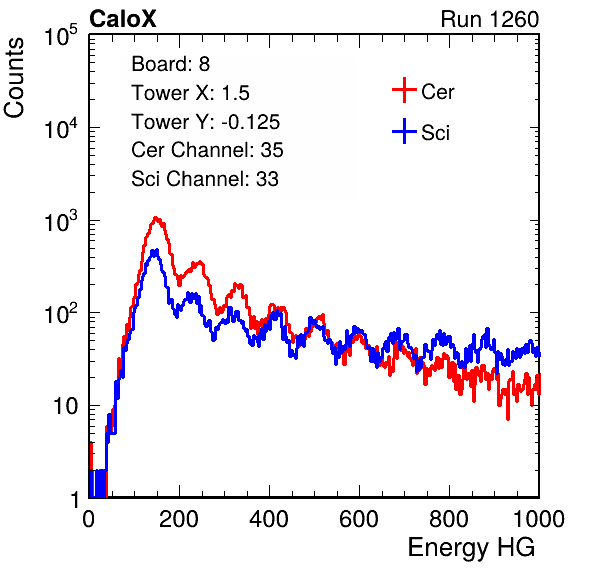 CaloX Run 1260
Counts
10^5
Board: 8
Tower X: 1.5
Tower Y: -0.125
Cer Channel: 35
Sci Channel: 33
Cer
Sci
10^4
10^3
10^2
10
1
0 200 400 600 800 1000
Energy HG